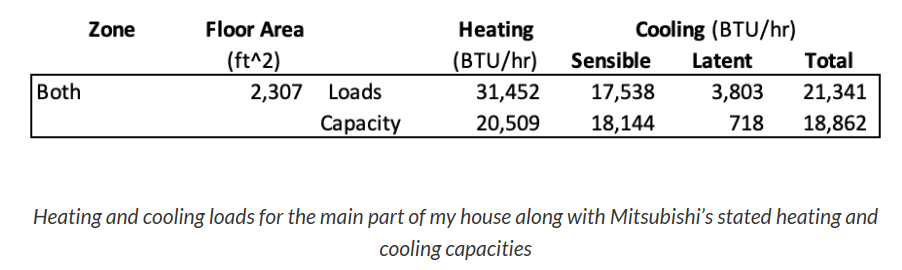 Zone Floor Area Heating Cooling (BTU/hr)
(ft^2) (BTU/hr) Sensible Latent Total
Both 2,307 Loads 31,452 17,538 3,803 21,341
Capacity 20,509 18,144 718 18,862
Heating and cooling loads for the main part of my house along with Mitsubishi’s stated heating and
cooling capacities